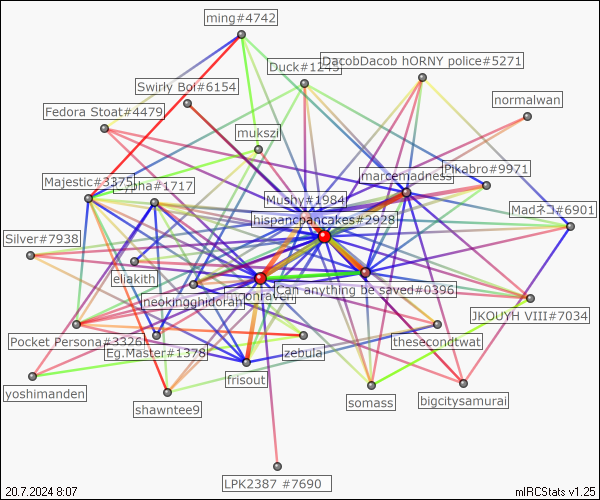 ming#4742
DacobDacob hORNY police#5271
Duck#1243
Swirly Boi#6154
normalwan
Fedora Stoat#4479
mukszi
Pikabro#9971
marcemadness
Majestic#3375
#1717
Mushy#1984
Madネコ#6901
hispancpancakes#2928
Silver#7938
eliakith
Can anything be saved#0396
neokingghidorah
JKOUYH VIII#7034
Pocket Persona#3326
thesecondtwat
Eg.Master#1378
zebula
frisout
yoshimanden
bigcitysamurai
somass
shawntee9
LPK2387 #7690
20.7.2024 8:07
mIRCStats v1.25